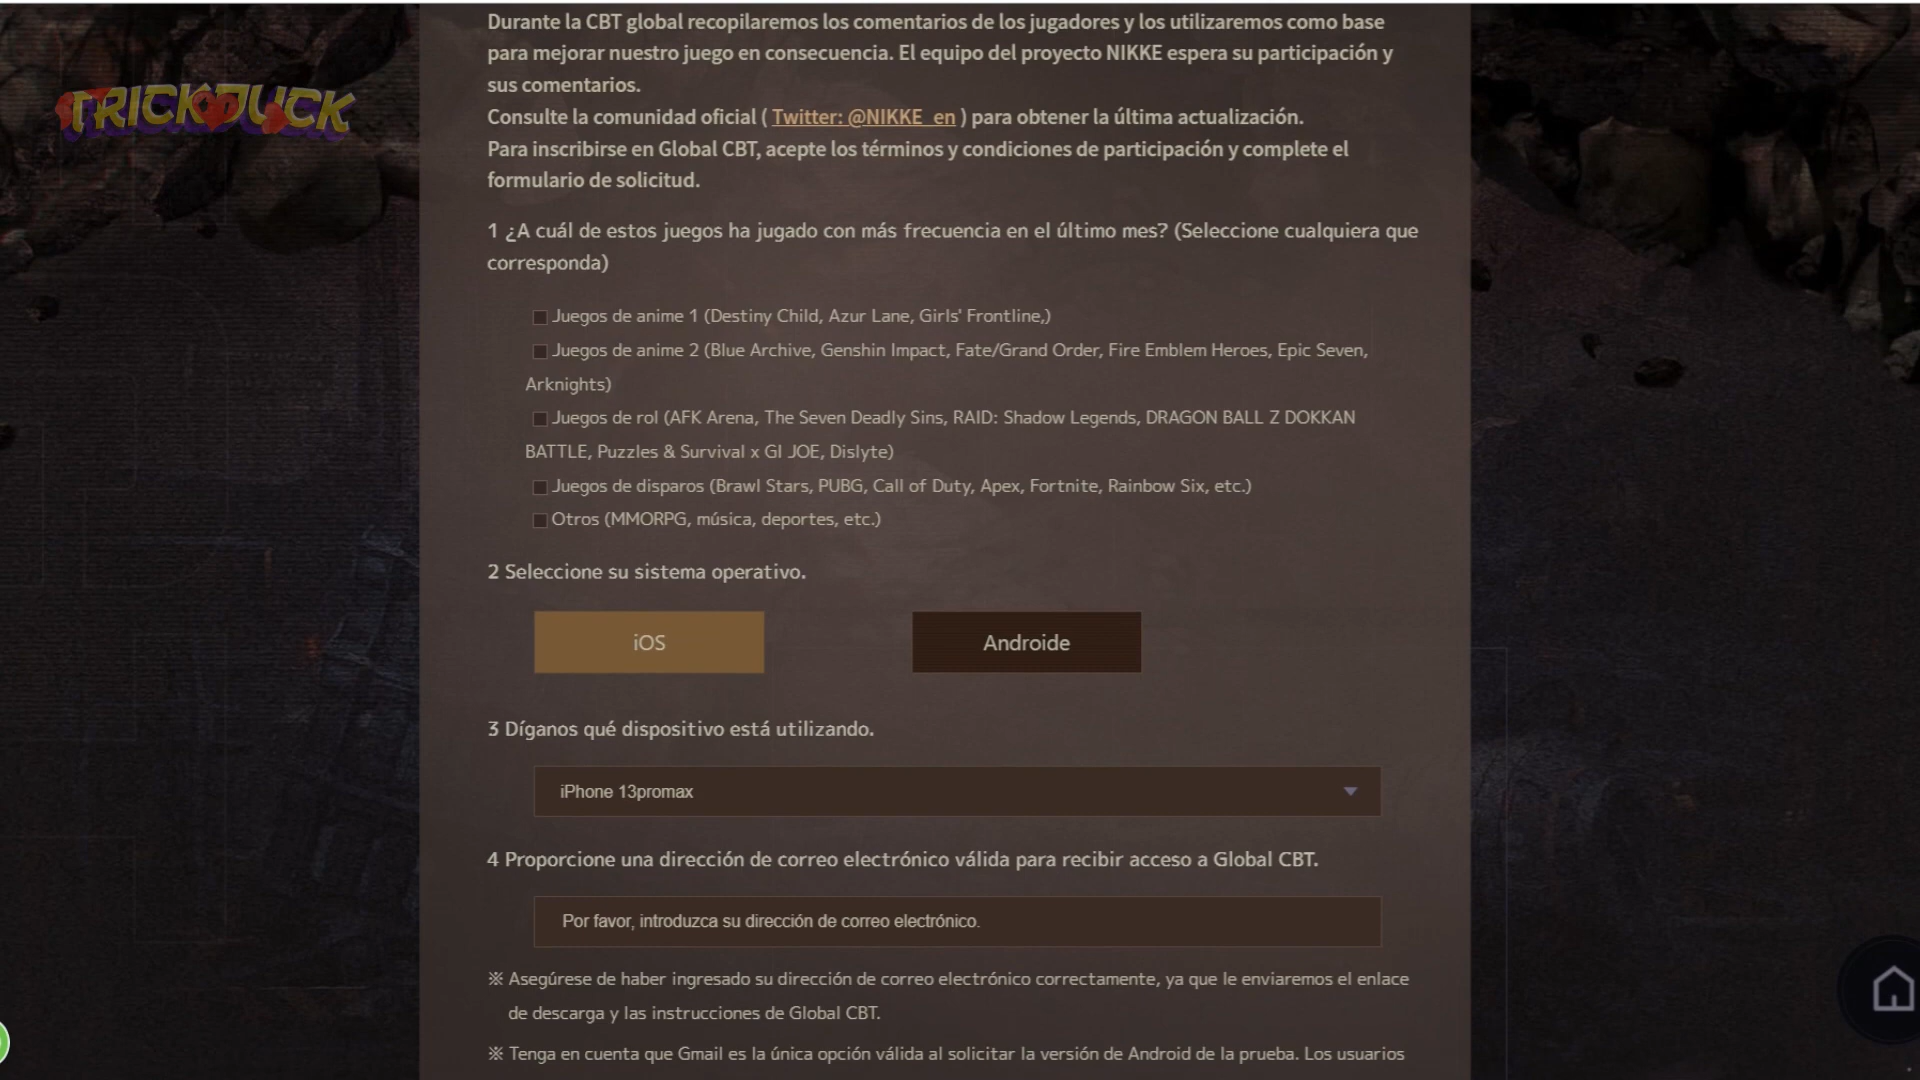 Durante la CBT global recopilaremos los comentarios de los jugadores y los utilizaremos como base
para mejorar nuestro juego en consecuencia. El equipo del proyecto NIKKE espera su participación y
sus comentarios.
TRICKDUCK
Consulte la comunidad oficial ( Twitter: @NIKKE_en ) para obtener la última actualización.
Para inscribirse en Global CBT, acepte los términos y condiciones de participación y complete el
formulario de solicitud.
1 ¿A cuál de estos juegos ha jugado con más frecuencia en el último mes? (Seleccione cualquiera que
corresponda)
Juegos de anime 1 (Destiny Child, Azur Lane, Girls' Frontline,)
Juegos de anime 2 (Blue Archive, Genshin Impact, Fate/Grand Order, Fire Emblem Heroes, Epic Seven,
Arknights)
Juegos de rol (AFK Arena, The Seven Deadly Sins, RAID: Shadow Legends, DRAGON BALL Z DOKKAN
BATTLE, Puzzles & Survival x GI JOE, Dislyte)
Juegos de disparos (Brawl Stars, PUBG, Call of Duty, Apex, Fortnite, Rainbow Six, etc.)
Otros (MMORPG, música, deportes, etc.)
2 Seleccione su sistema operativo.
iOS
Androide
3 Díganos qué dispositivo está utilizando.
iPhone 13promax
4 Proporcione una dirección de correo electrónico válida para recibir acceso a Global CBT.
Por favor, introduzca su dirección de correo electrónico.
※ Asegúrese de haber ingresado su dirección de correo electrónico correctamente, ya que le enviaremos el enlace
de descarga y las instrucciones de Global CBT.
※ Tenga en cuenta que Gmail es la única opción válida al solicitar la versión de Android de la prueba. Los usuarios